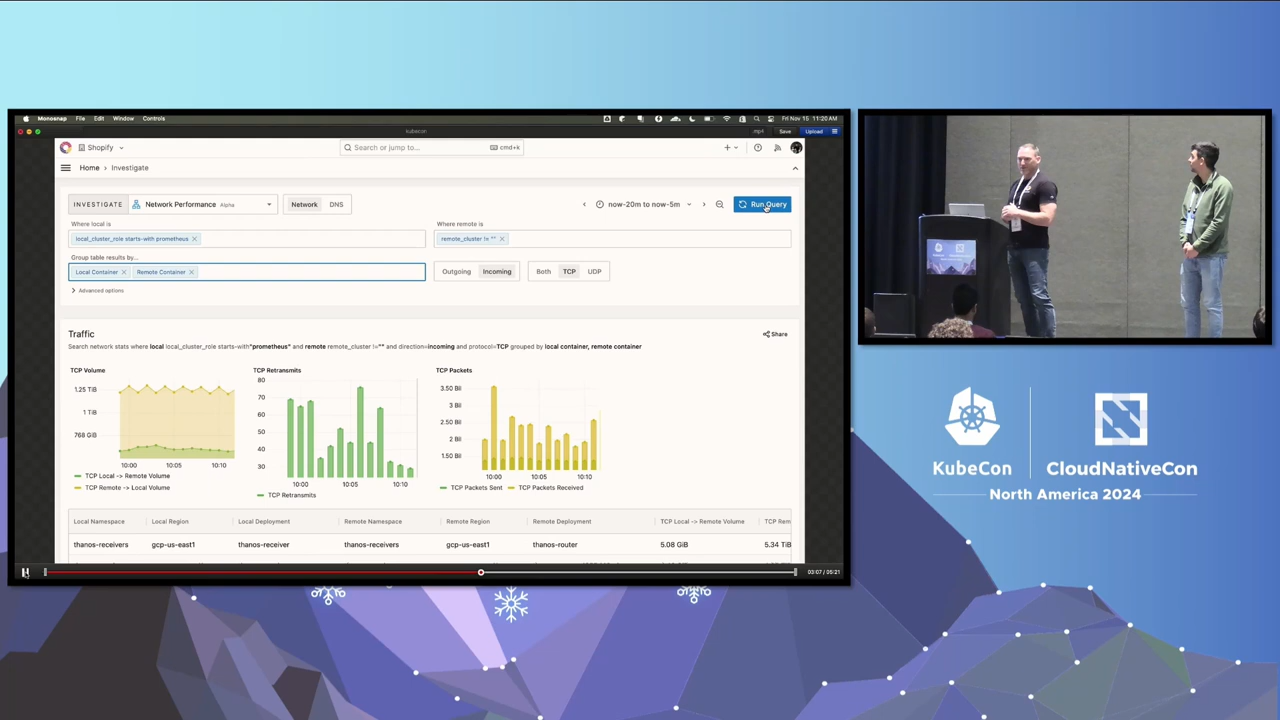 Monosnap File Edit Window Controls
Fri Nov 15 11:20 AM
kubecon
.mp4 Save Upload
Shopify
Search or jump to... cmd+k
Home > Investigate
INVESTIGATE Network Performance Alpha Network DNS
now-20m to now-5m
Run Query
Where local is
Where remote is
local_cluster_role starts-with prometheus
remote_cluster != ""
Group table results by...
Local Container Remote Container
Outgoing Incoming
Both TCP UDP
Advanced options
Traffic
Share
Search network stats where local local_cluster_role starts-with"prometheus" and remote remote_cluster !="" and direction=incoming and protocol=TCP grouped by local container, remote container
TCP Volume
1.25 TiB
1 TiB
768 GiB
10:00 10:05 10:10
TCP Local -> Remote Volume
TCP Remote -> Local Volume
TCP Retransmits
80
70
60
50
40
30
10:00 10:05 10:10
TCP Retransmits
TCP Packets
3.50 Bil
3 Bil
2.50 Bil
2 Bil
1.50 Bil
10:00 10:05 10:10
TCP Packets Sent TCP Packets Received
Local Namespace Local Region Local Deployment Remote Namespace Remote Region Remote Deployment TCP Local -> Remote Volume TCP Rem
thanos-receivers gcp-us-east1 thanos-receiver thanos-receivers gcp-us-east1 thanos-router 5.08 GiB 5.34 TiB
03:07 / 05:21
KubeCon
CloudNativeCon
North America 2024